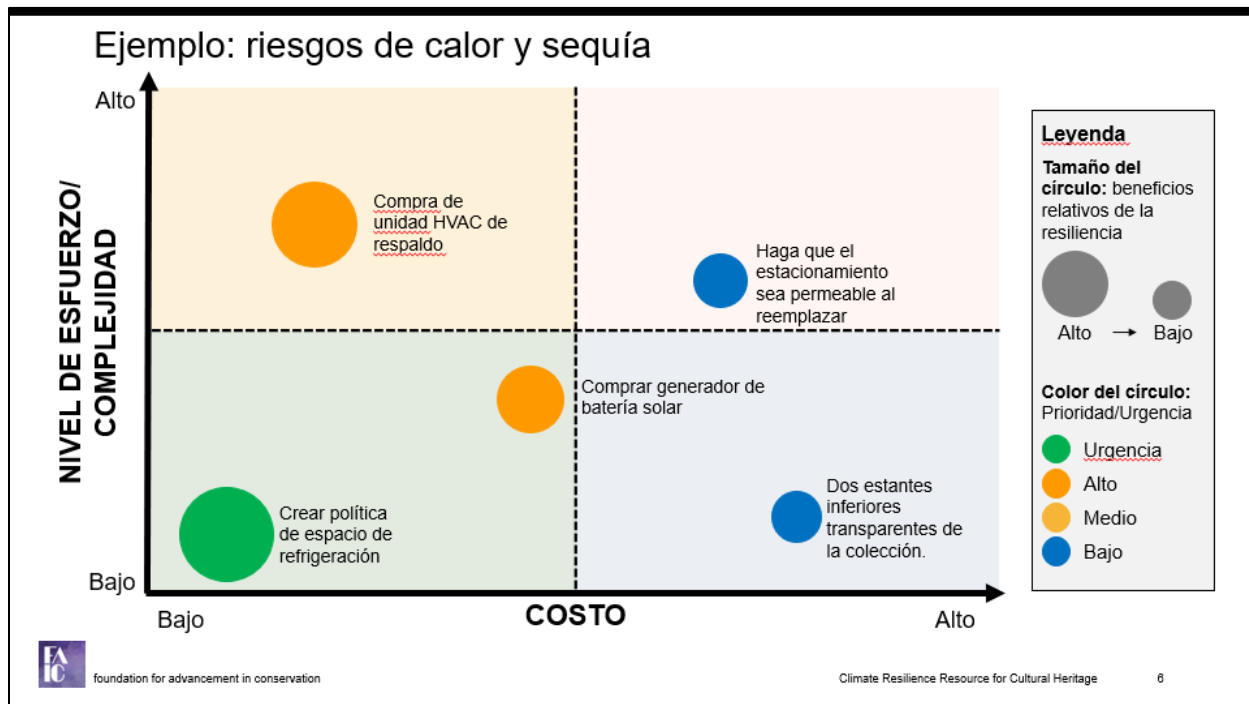 Ejemplo: riesgos de calor y sequía
Alto
NIVEL DE ESFUERZO/
COMPLEJIDAD
Bajo
Compra de
unidad HVAC de
respaldo
Haga que el
estacionamiento
sea permeable al
reemplazar
Comprar generador de
batería solar
Crear política
de espacio de
refrigeración
Dos estantes
inferiores
transparentes de
la colección.
Bajo
COSTO
Alto
Leyenda
Tamaño del
círculo: beneficios
relativos de la
resiliencia
Alto → Bajo
Color del círculo:
Prioridad/Urgencia
Urgencia
Alto
Medio
Bajo
FAIC
foundation for advancement in conservation
Climate Resilience Resource for Cultural Heritage
6